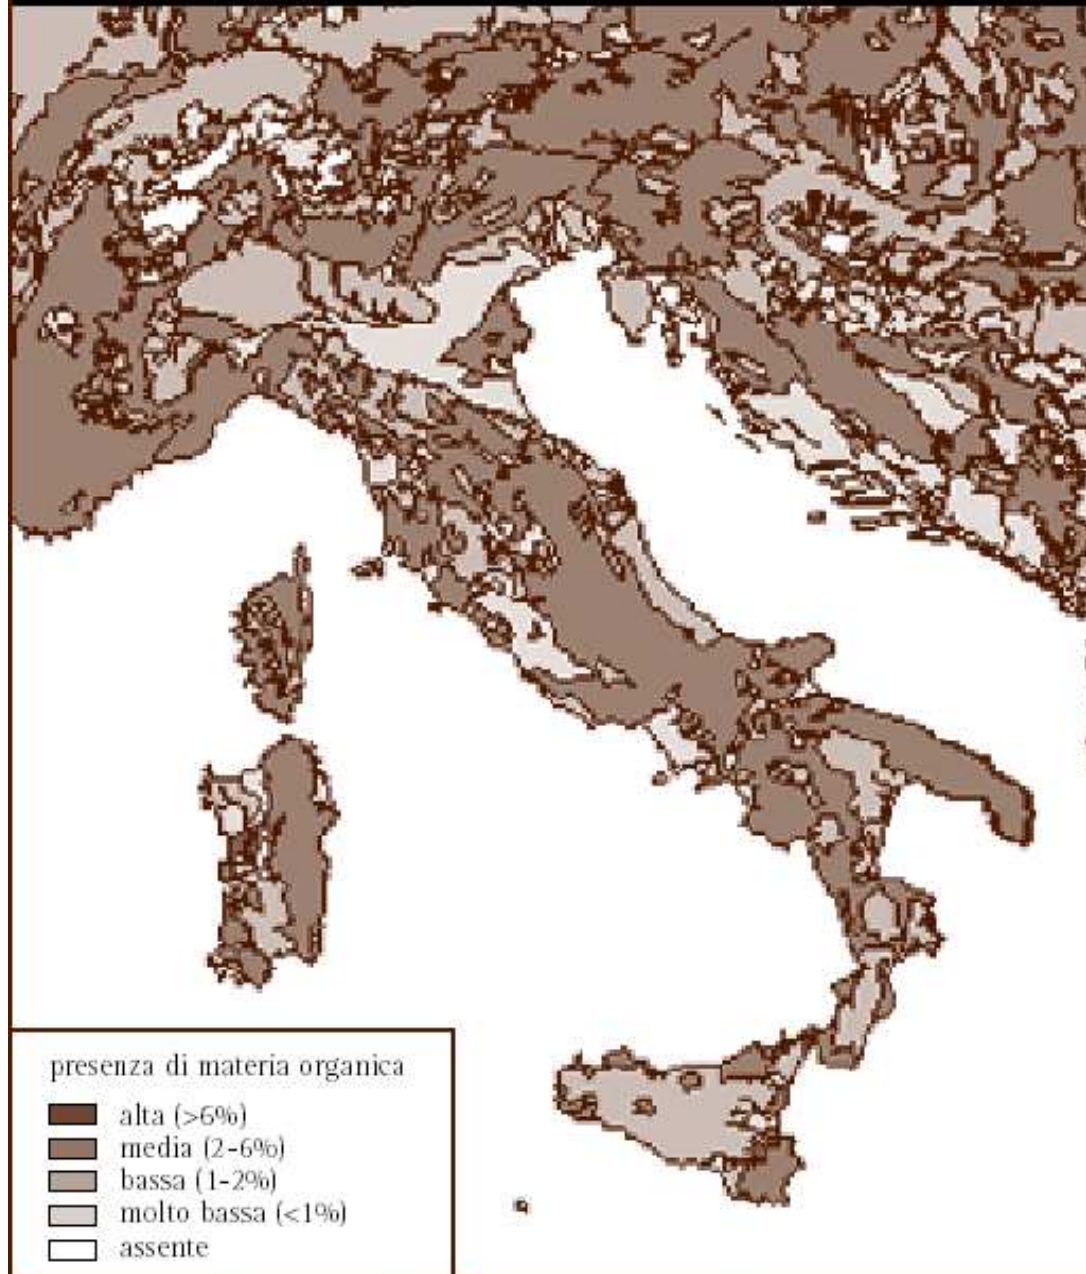 presenza di materia organica
alta (>6%)
media (2-6%)
bassa (1-2%)
molto bassa (<1%)
assente